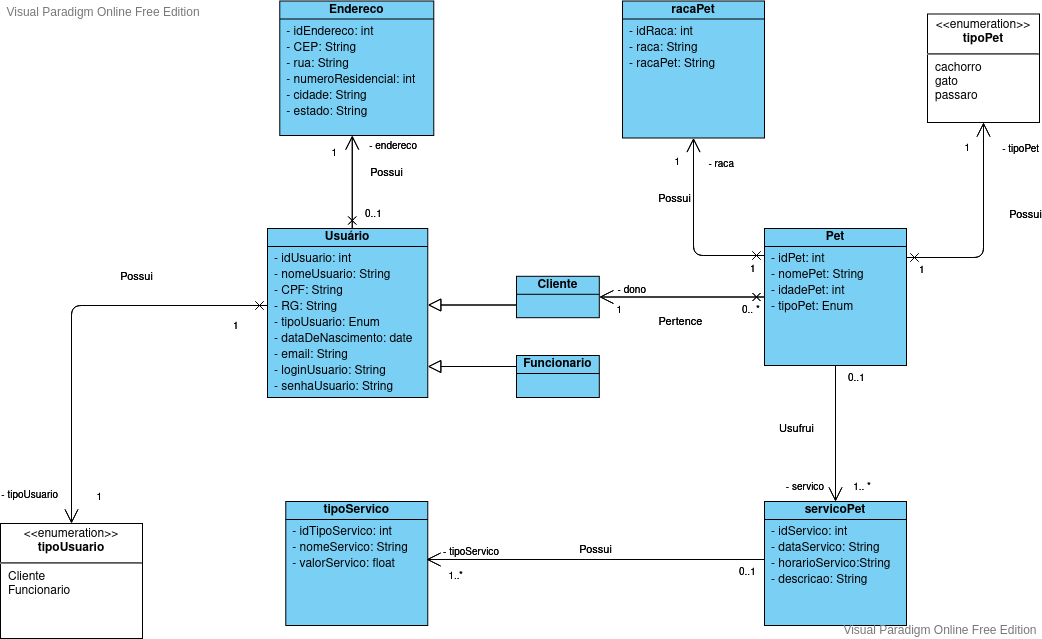 Visual Paradigm Online Free Edition
Endereco
- idEndereco: int
- CEP: String
- rua: String
- numeroResidencial: int
- cidade: String
- estado: String
racaPet
- idRaca: int
- raca: String
- racaPet: String
<<enumeration>>
tipoPet
cachorro
gato
passaro
1
- endereco
Possui
0..1
1
- raca
Possui
1
1
- tipoPet
Possui
1
Usuário
- idUsuario: int
- nomeUsuario: String
- CPF: String
- RG: String
- tipoUsuario: Enum
- dataDeNascimento: date
- email: String
- loginUsuario: String
- senhaUsuario: String
Cliente
- dono
1
0.. *
Pertence
Funcionario
Pet
- idPet: int
- nomePet: String
- idadePet: int
- tipoPet: Enum
Possui
1
- tipoUsuario
1
<<enumeration>>
tipoUsuario
Cliente
Funcionario
0..1
Usufrui
- servico
1.. *
tipoServico
- idTipoServico: int
- nomeServico: String
- valorServico: float
- tipoServico
1..*
Possui
0..1
servicoPet
- idServico: int
- dataServico: String
- horarioServico:String
- descricao: String
Visual Paradigm Online Free Edition